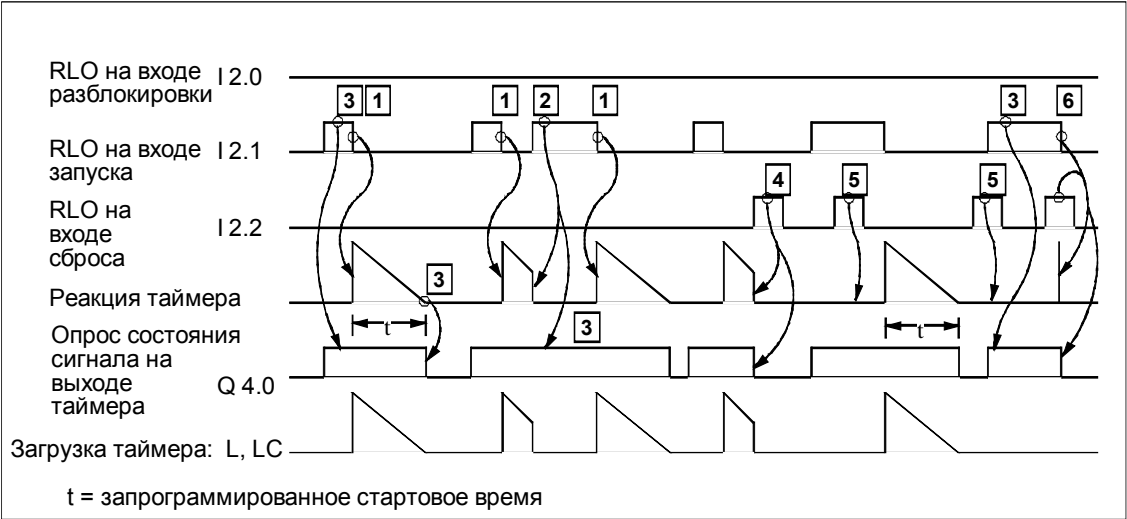 RLO на входе
разблокировки
I 2.0
3 1 1 2 1 3 6
RLO на входе
запуска
I 2.1
4 5 5
RLO на
входе
сброса
I 2.2
Реакция таймера
3
t t
3
Опрос состояния
сигнала на
выходе
таймера
Q 4.0
Загрузка таймера: L, LC
t = запрограммированное стартовое время